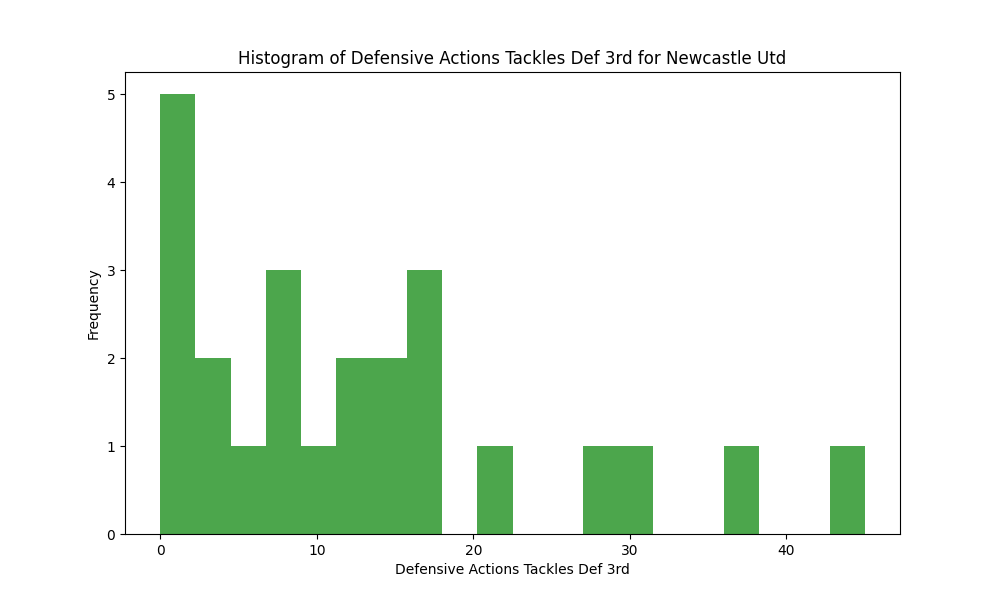 Histogram of Defensive Actions Tackles Def 3rd for Newcastle Utd
5
4
3
2
1
0
Frequency
0 10 20 30 40
Defensive Actions Tackles Def 3rd